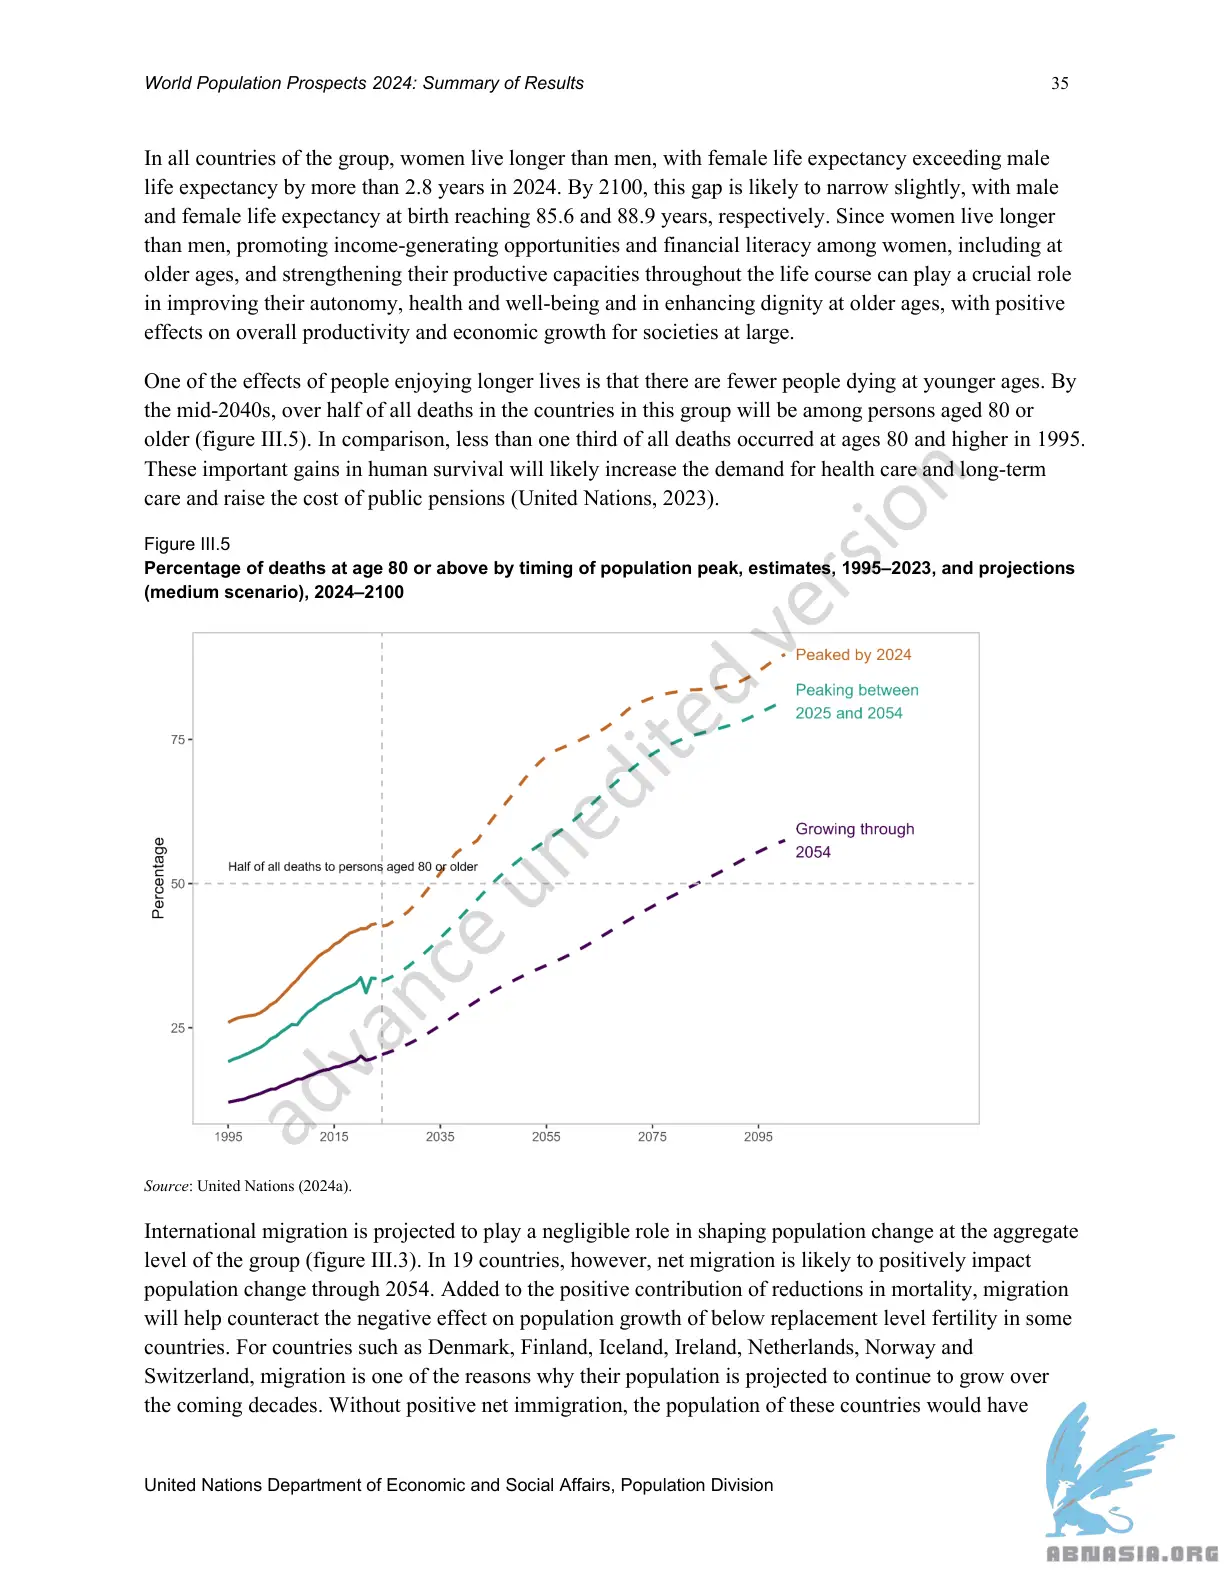 World Population Prospects 2024: Summary of Results 35
In all countries of the group, women live longer than men, with female life expectancy exceeding male
life expectancy by more than 2.8 years in 2024. By 2100, this gap is likely to narrow slightly, with male
and female life expectancy at birth reaching 85.6 and 88.9 years, respectively. Since women live longer
than men, promoting income-generating opportunities and financial literacy among women, including at
older ages, and strengthening their productive capacities throughout the life course can play a crucial role
in improving their autonomy, health and well-being and in enhancing dignity at older ages, with positive
effects on overall productivity and economic growth for societies at large.
One of the effects of people enjoying longer lives is that there are fewer people dying at younger ages. By
the mid-2040s, over half of all deaths in the countries in this group will be among persons aged 80 or
older (figure III.5). In comparison, less than one third of all deaths occurred at ages 80 and higher in 1995.
These important gains in human survival will likely increase the demand for health care and long-term
care and raise the cost of public pensions (United Nations, 2023).
Figure III.5
Percentage of deaths at age 80 or above by timing of population peak, estimates, 1995–2023, and projections
(medium scenario), 2024–2100
Peaked by 2024
Peaking between
2025 and 2054
75
Growing through
2054
Half of all deaths to persons aged 80 or older
50
Percentage
25
1995 2015 2035 2055 2075 2095
advance unedited version
Source: United Nations (2024a).
International migration is projected to play a negligible role in shaping population change at the aggregate
level of the group (figure III.3). In 19 countries, however, net migration is likely to positively impact
population change through 2054. Added to the positive contribution of reductions in mortality, migration
will help counteract the negative effect on population growth of below replacement level fertility in some
countries. For countries such as Denmark, Finland, Iceland, Ireland, Netherlands, Norway and
Switzerland, migration is one of the reasons why their population is projected to continue to grow over
the coming decades. Without positive net immigration, the population of these countries would have
United Nations Department of Economic and Social Affairs, Population Division
ABNASIA.ORG